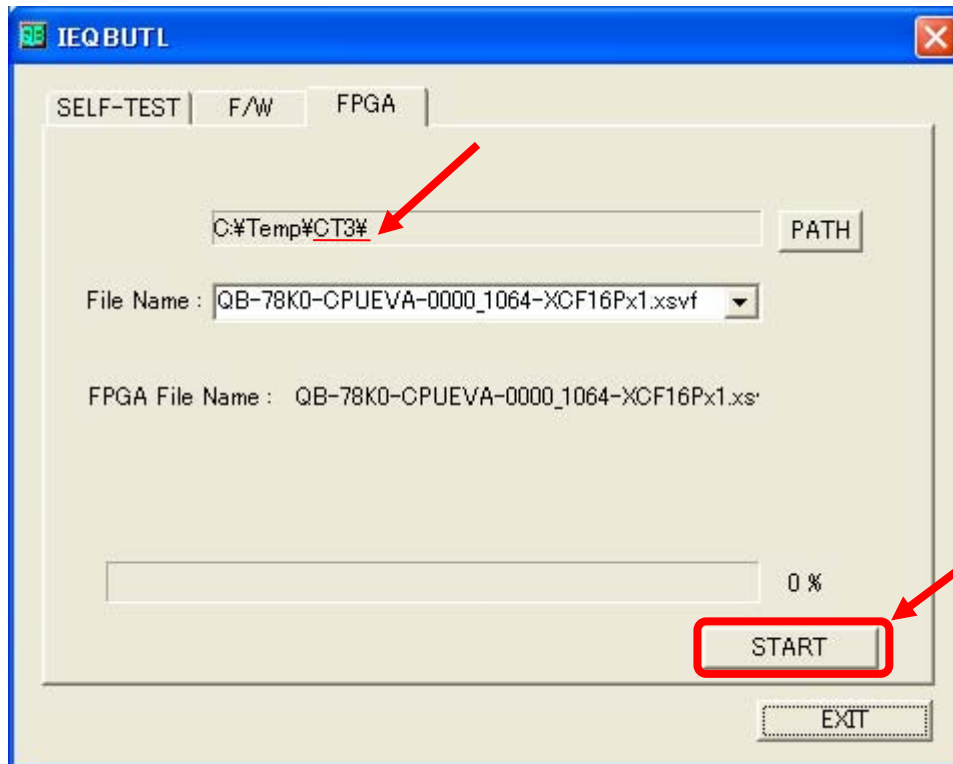 IEQBUTL
SELF-TEST F/W FPGA
C:¥Temp¥CT3¥ PATH
File Name : QB-78K0-CPUEVA-0000_1064-XCF16Px1.xsvf
FPGA File Name : QB-78K0-CPUEVA-0000_1064-XCF16Px1.xs
0 %
START
EXIT